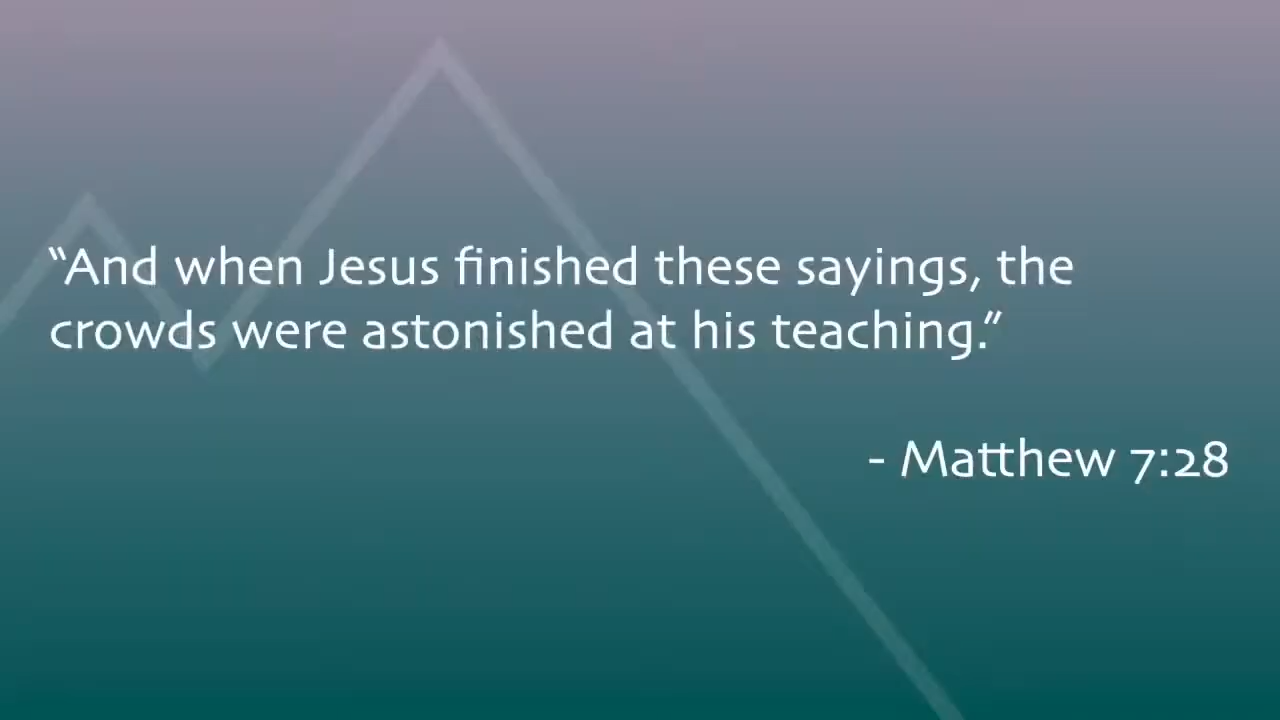 “And when Jesus finished these sayings, the
crowds were astonished at his teaching.”
- Matthew 7:28